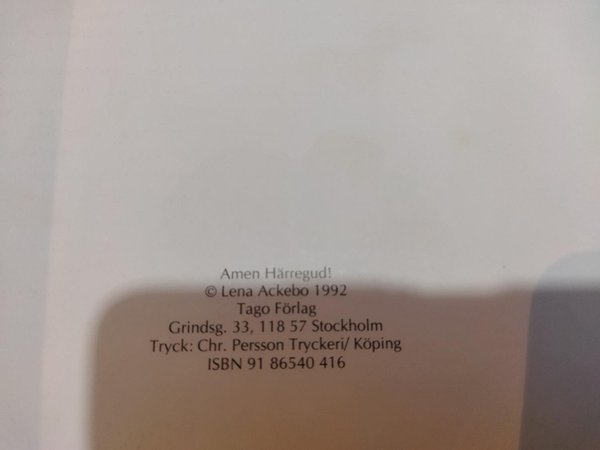 Amen Härregud!
© Lena Ackebo 1992
Tago Förlag
Grindsg. 33, 118 57 Stockholm
Tryck: Chr. Persson Tryckeri/ Köping
ISBN 91 86540 416